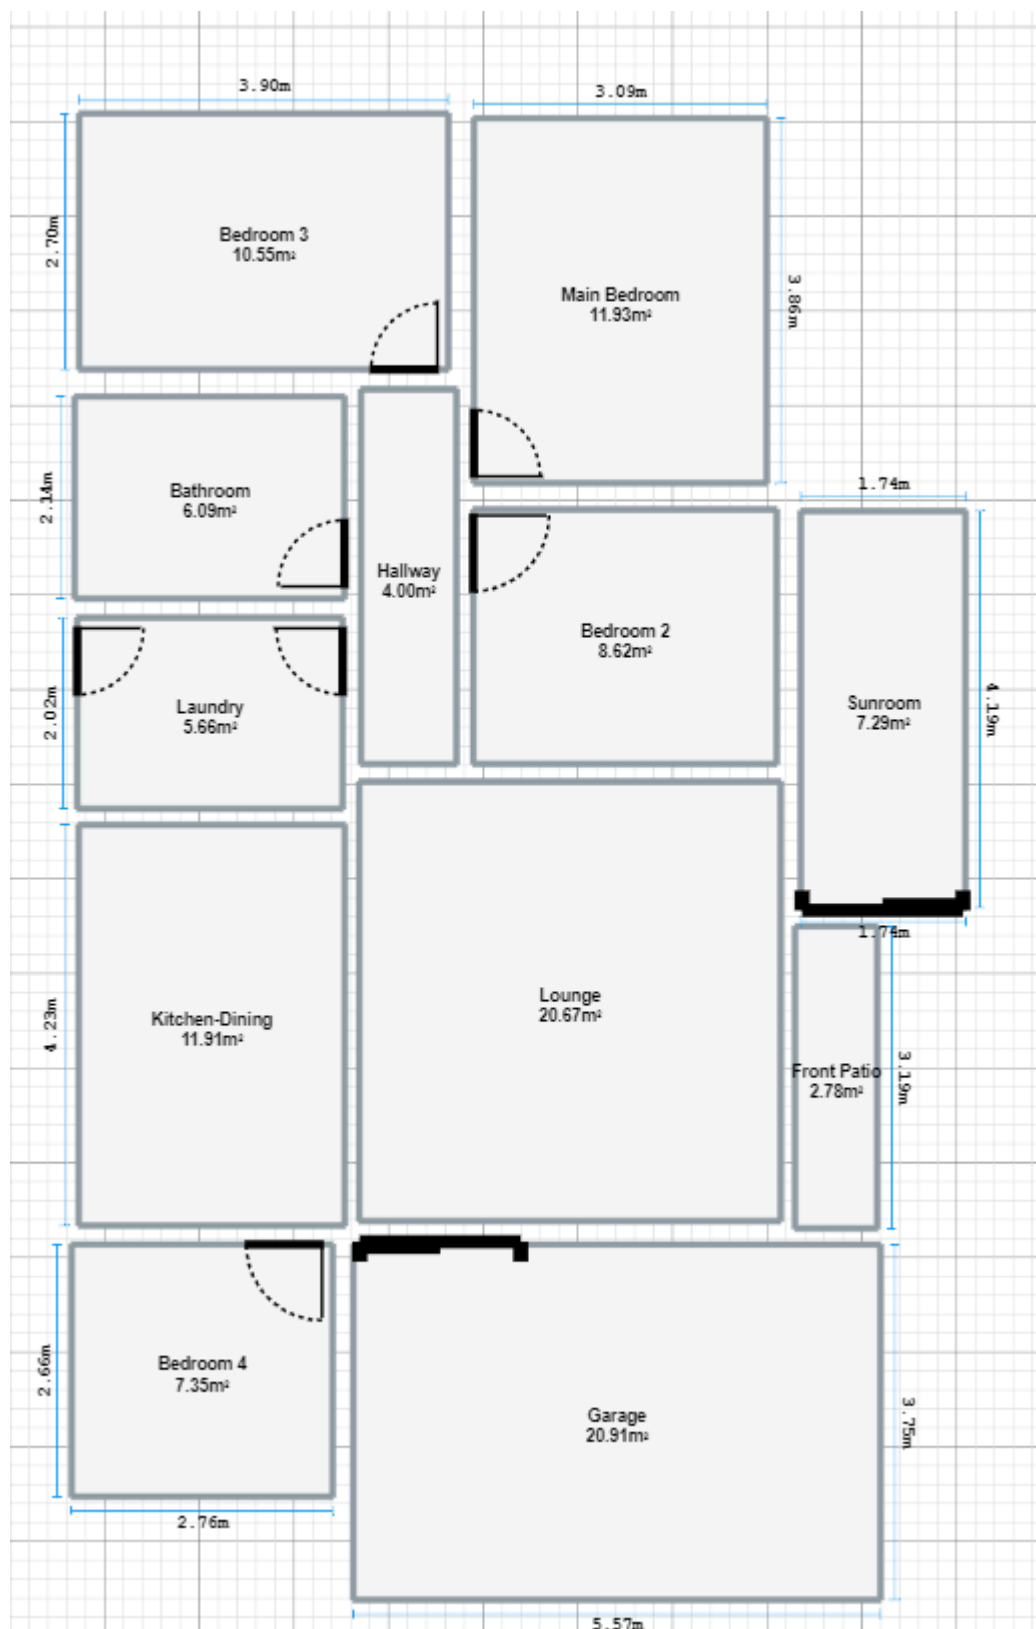 3.90m
3.09m
2.70m
Bedroom 3
10.55m²
Main Bedroom
11.93m²
3.86m
2.14m
Bathroom
6.09m²
1.74m
Hallway
4.00m²
Bedroom 2
8.62m²
2.02m
Laundry
5.66m²
Sunroom
7.29m²
4.19m
1.74m
4.23m
Kitchen-Dining
11.91m²
Lounge
20.67m²
Front Patio
2.78m²
3.19m
2.66m
Bedroom 4
7.35m²
Garage
20.91m²
3.75m
2.76m
5.57m